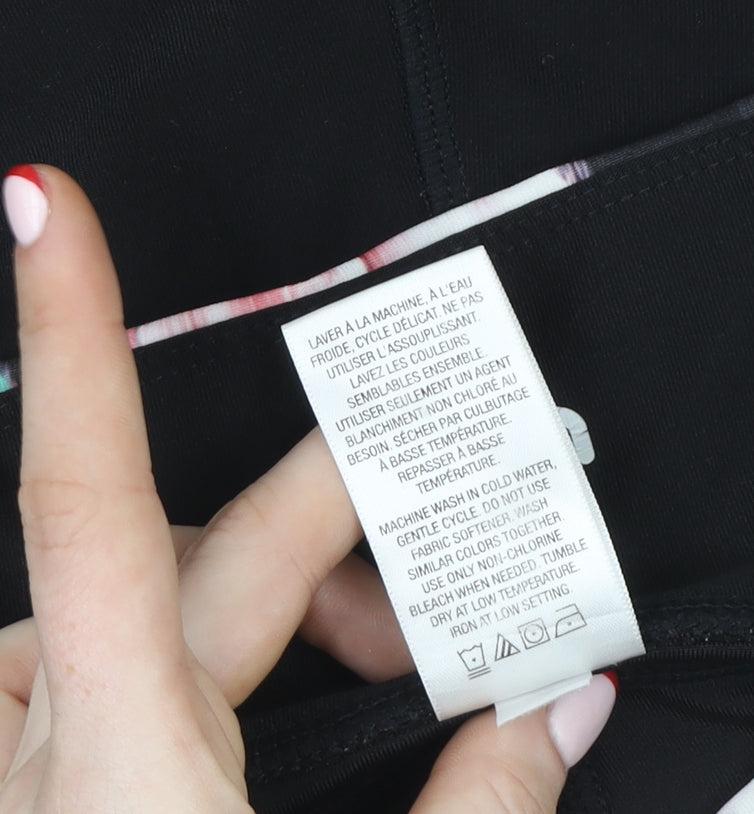 LAVER À LA MACHINE, À L'EAU
FROIDE, CYCLE DÉLICAT. NE PAS
UTILISER L'ASSOUPLISSANT.
LAVEZ LES COULEURS
SEMBLABLES ENSEMBLE.
UTILISER SEULEMENT UN AGENT
BLANCHIMENT NON CHLORÉ AU
BESOIN. SÉCHER PAR CULBUTAGE
À BASSE TEMPÉRATURE.
REPASSER À BASSE
TEMPÉRATURE.
MACHINE WASH IN COLD WATER,
GENTLE CYCLE. DO NOT USE
FABRIC SOFTENER. WASH
SIMILAR COLORS TOGETHER.
USE ONLY NON-CHLORINE
BLEACH WHEN NEEDED. TUMBLE
DRY AT LOW TEMPERATURE.
IRON AT LOW SETTING.